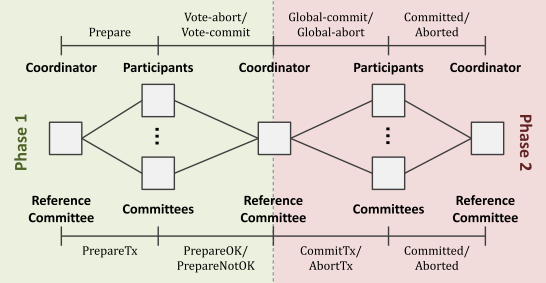 Vote-abort/ Global-commit/ Committed/
Prepare Vote-commit Global-abort Aborted
Coordinator Participants Coordinator Participants Coordinator
Phase 1
...
...
Phase 2
Reference Reference Reference
Committee Committees Committee Committees Committee
PrepareTx PrepareOK/ CommitTx/ Committed/
PrepareNotOK AbortTx Aborted